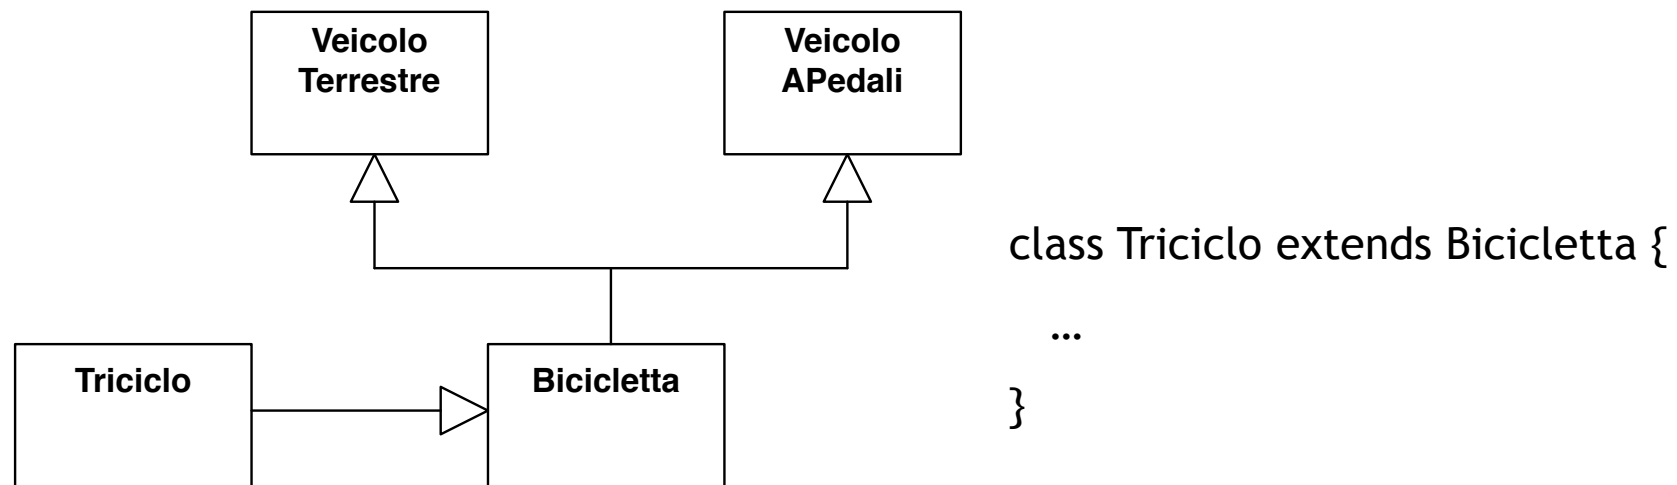 Veicolo
Terrestre
Veicolo
APedali
class Triciclo extends Bicicletta {
...
Triciclo
Bicicletta
}